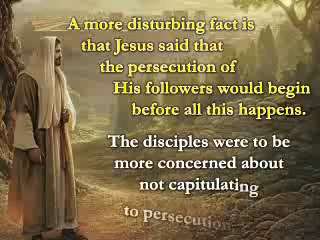 A more disturbing fact is
that Jesus said that
the persecution of
His followers would begin
before all this happens.
The disciples were to be
more concerned about
not capitulating
to persecution